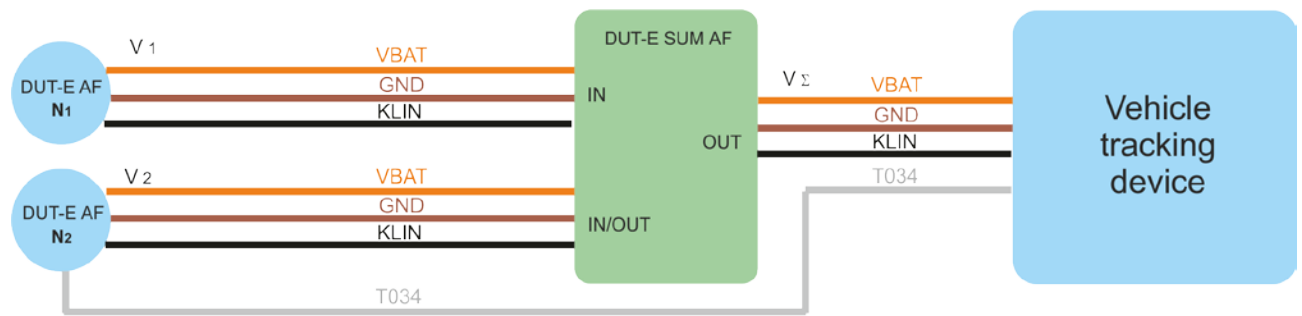 V 1
VBAT
GND
KLIN
DUT-E AF
N1
V 2
VBAT
GND
KLIN
DUT-E AF
N2
T034
DUT-E SUM AF
IN
OUT
IN/OUT
V Σ
VBAT
GND
KLIN
T034
Vehicle
tracking
device